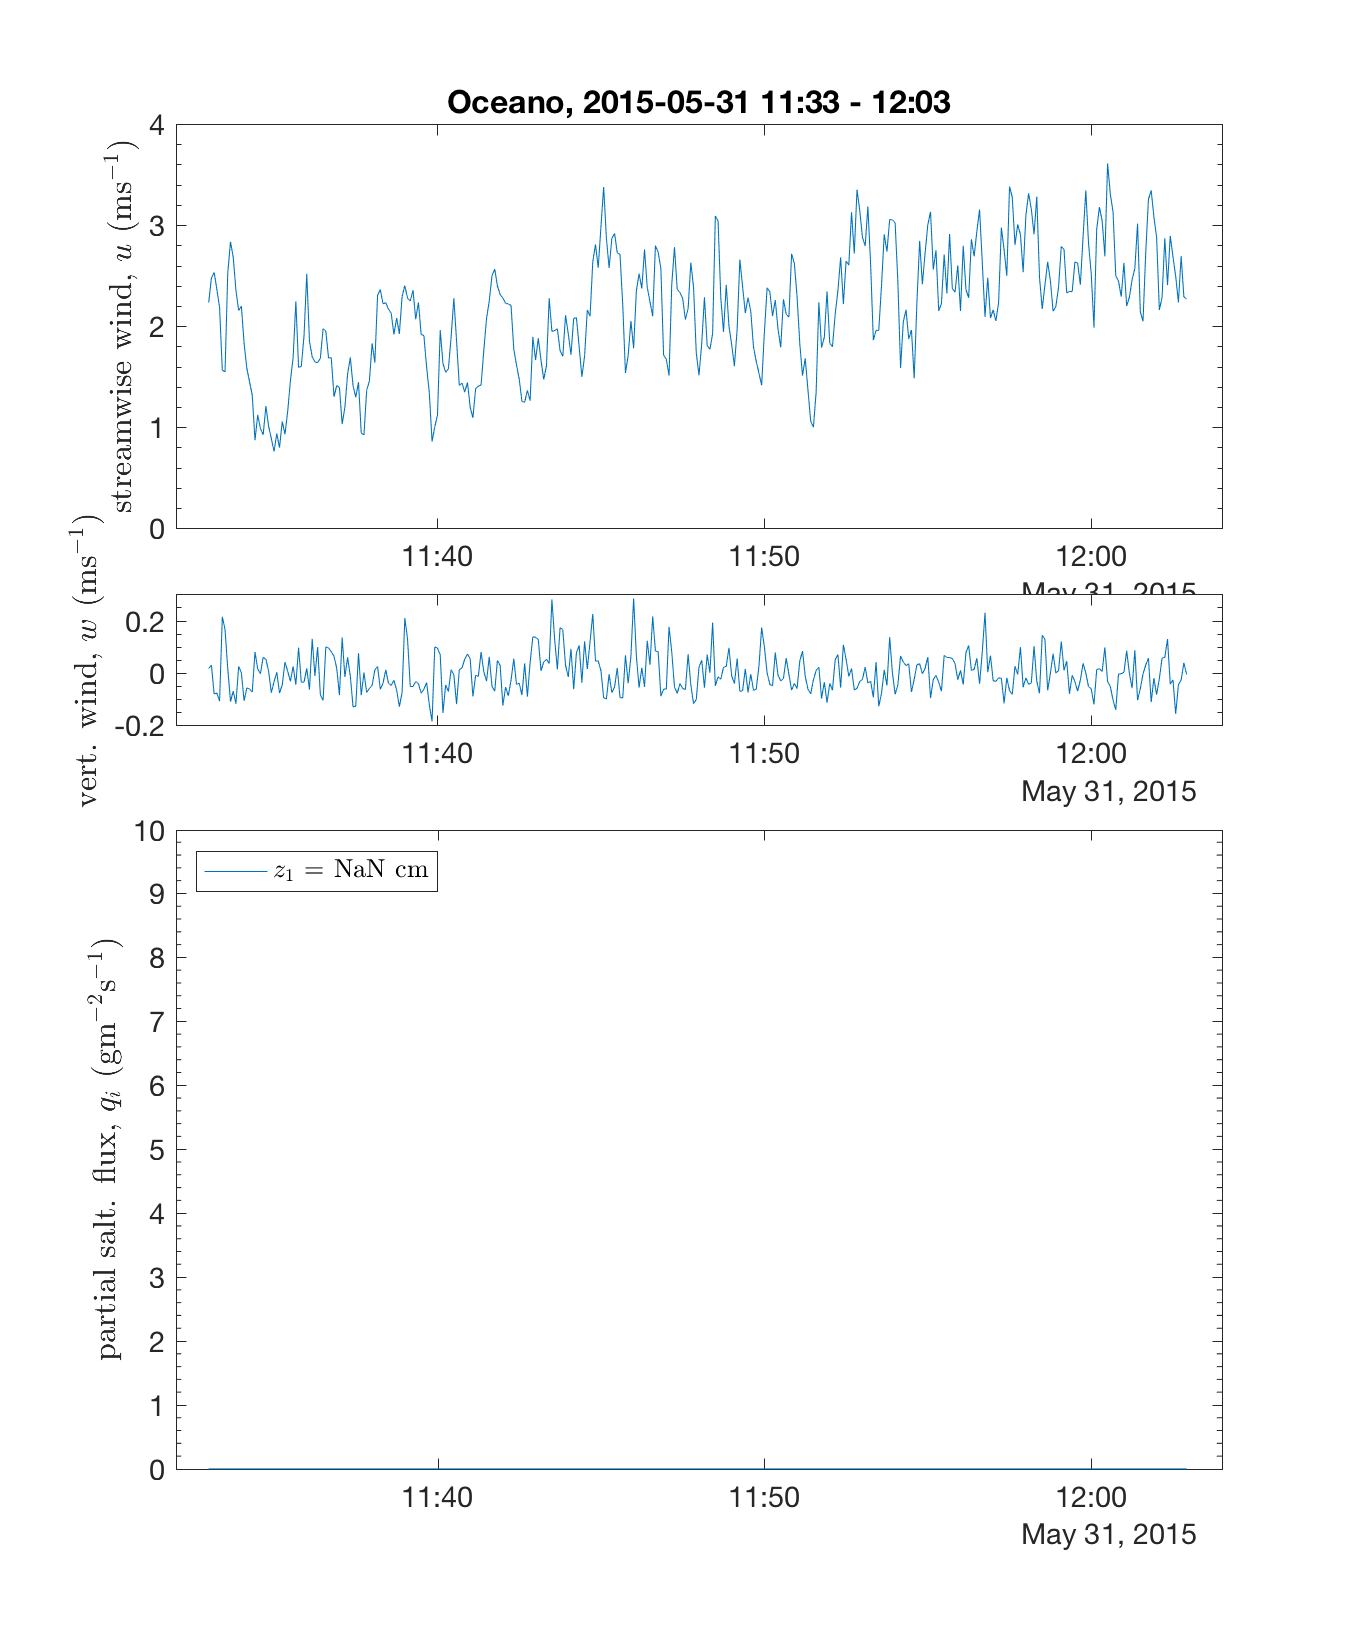 Oceano, 2015-05-31 11:33 - 12:03
streamwise wind, u (ms⁻¹)
4
3
2
1
0
11:40 11:50 12:00
May 31, 2015
vert. wind, w (ms⁻¹)
0.2
0
-0.2
11:40 11:50 12:00
May 31, 2015
partial salt. flux, qᵢ (gm⁻²s⁻¹)
10
9
8
7
6
5
4
3
2
1
0
z₁ = NaN cm
11:40 11:50 12:00
May 31, 2015